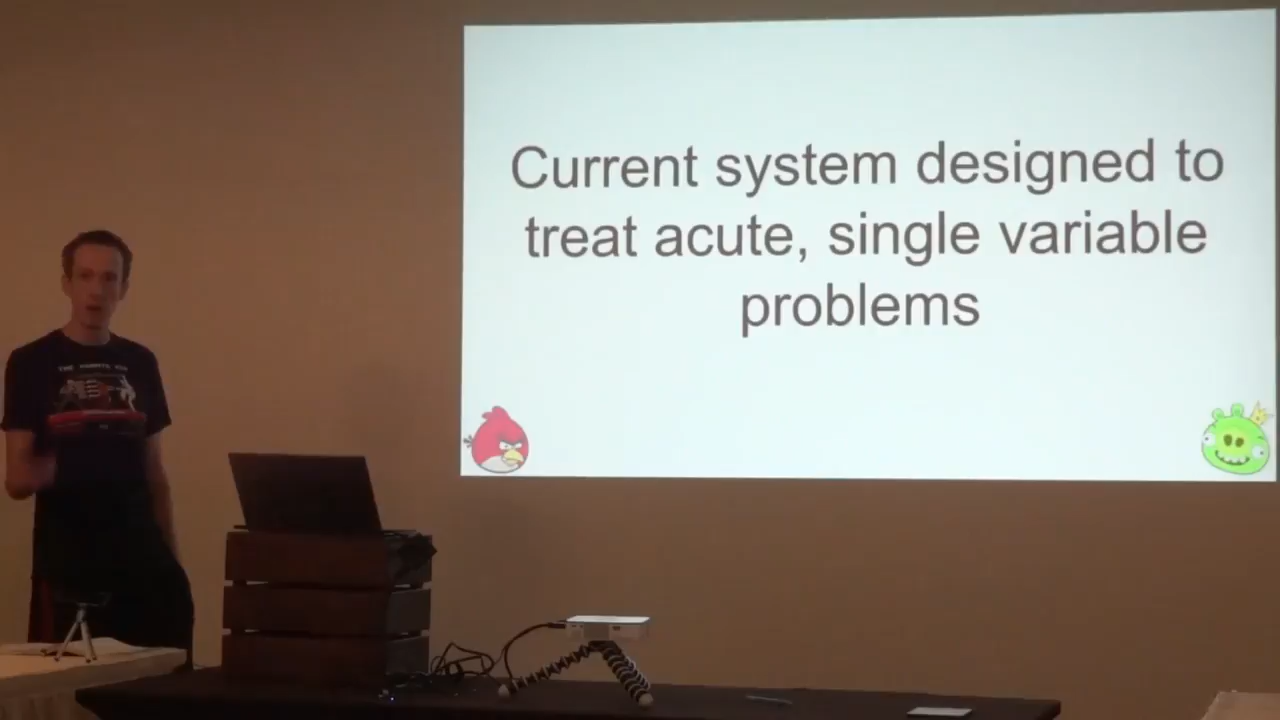 Current system designed to
treat acute, single variable
problems